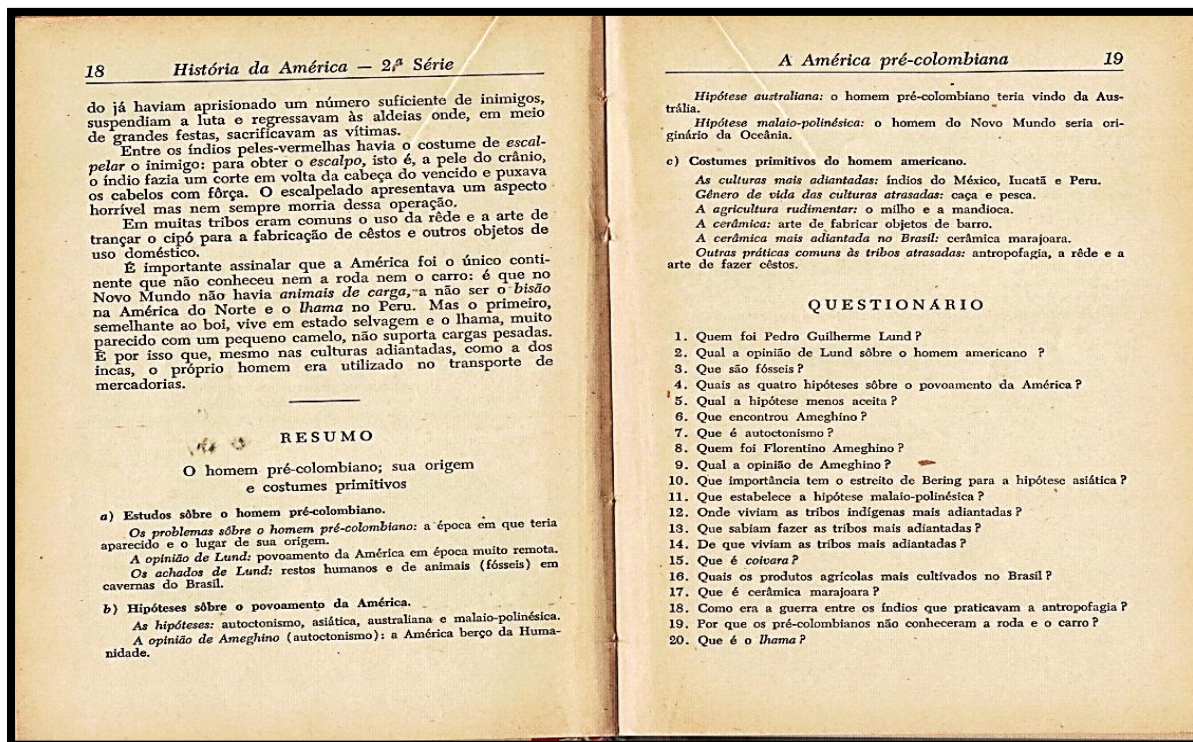 18 História da América — 2.ª Série
do já haviam aprisionado um número suficiente de inimigos,
suspendiam a luta e regressavam às aldeias onde, em meio
de grandes festas, sacrificavam as vítimas.
Entre os índios peles-vermelhas havia o costume de escal-
pelar o inimigo: para obter o escalpo, isto é, a pele do crânio,
o índio fazia um corte em volta da cabeça do vencido e puxava
os cabelos com fôrça. O escalpelado apresentava um aspecto
horrível mas nem sempre morria dessa operação.
Em muitas tribos eram comuns o uso da rêde e a arte de
trançar o cipó para a fabricação de cêstos e outros objetos de
uso doméstico.
É importante assinalar que a América foi o único conti-
nente que não conheceu nem a roda nem o carro: é que no
Novo Mundo não havia animais de carga, a não ser o bisão
na América do Norte e o lhama no Peru. Mas o primeiro,
semelhante ao boi, vive em estado selvagem e o lhama, muito
parecido com um pequeno camelo, não suporta cargas pesadas.
É por isso que, mesmo nas culturas adiantadas, como a dos
incas, o próprio homem era utilizado no transporte de
mercadorias.
RESUMO
O homem pré-colombiano; sua origem
e costumes primitivos
a) Estudos sôbre o homem pré-colombiano.
Os problemas sôbre o homem pré-colombiano: a época em que teria
aparecido e o lugar de sua origem.
A opinião de Lund: povoamento da América em época muito remota.
Os achados de Lund: restos humanos e de animais (fósseis) em
cavernas do Brasil.
b) Hipóteses sôbre o povoamento da América.
As hipóteses: autoctonismo, asiática, australiana e malaio-polinésica.
A opinião de Ameghino (autoctonismo): a América berço da Huma-
nidade.
A América pré-colombiana 19
Hipótese australiana: o homem pré-colombiano teria vindo da Aus-
trália.
Hipótese malaio-polinésica: o homem do Novo Mundo seria ori-
ginário da Oceânia.
c) Costumes primitivos do homem americano.
As culturas mais adiantadas: índios do México, Iucatã e Peru.
Gênero de vida das culturas atrasadas: caça e pesca.
A agricultura rudimentar: o milho e a mandioca.
A cerâmica: arte de fabricar objetos de barro.
A cerâmica mais adiantada no Brasil: cerâmica marajoara.
Outras práticas comuns às tribos atrasadas: antropofagia, a rêde e a
arte de fazer cêstos.
QUESTIONÁRIO
1. Quem foi Pedro Guilherme Lund?
2. Qual a opinião de Lund sôbre o homem americano ?
3. Que são fósseis?
4. Quais as quatro hipóteses sôbre o povoamento da América?
5. Qual a hipótese menos aceita?
6. Que encontrou Ameghino?
7. Que é autoctonismo?
8. Quem foi Florentino Ameghino?
9. Qual a opinião de Ameghino?
10. Que importância tem o estreito de Bering para a hipótese asiática?
11. Que estabelece a hipótese malaio-polinésica?
12. Onde viviam as tribos indígenas mais adiantadas?
13. Que sabiam fazer as tribos mais adiantadas?
14. De que viviam as tribos mais adiantadas?
15. Que é coivara?
16. Quais os produtos agrícolas mais cultivados no Brasil?
17. Que é cerâmica marajoara?
18. Como era a guerra entre os índios que praticavam a antropofagia?
19. Por que os pré-colombianos não conheceram a roda e o carro?
20. Que é o lhama?